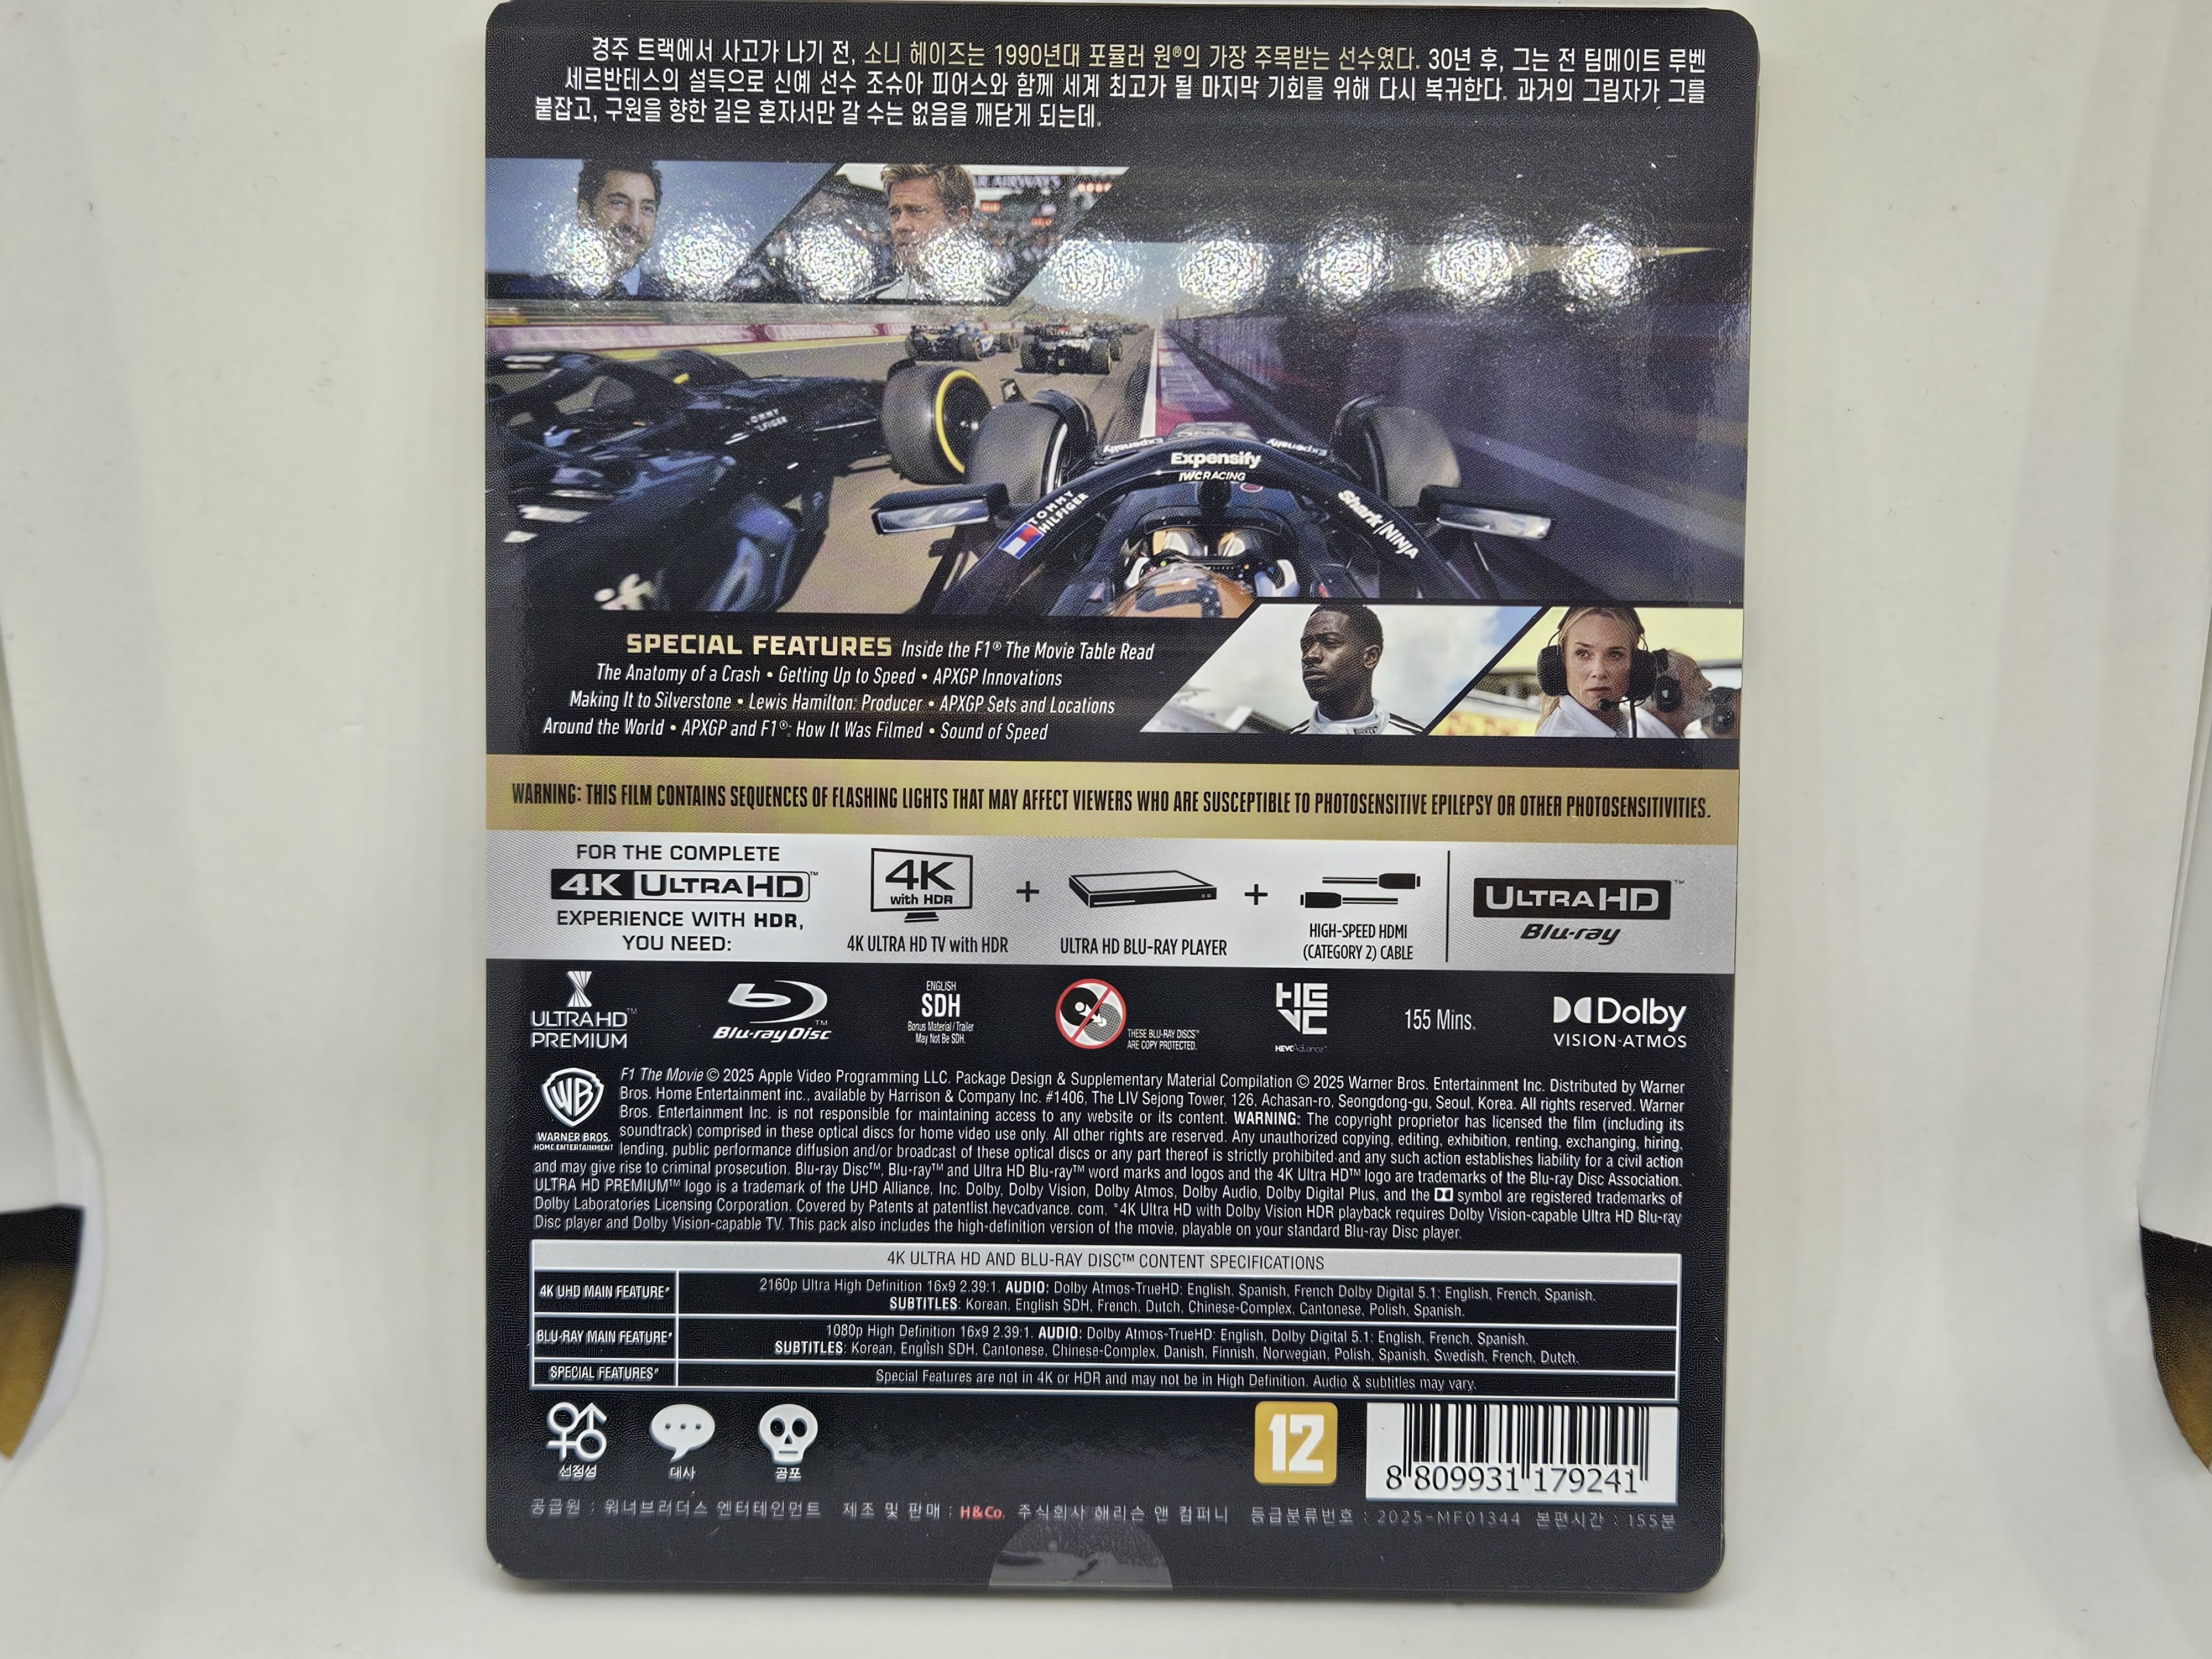 경주 트랙에서 사고가 나기 전, 소니 헤이즈는 1990년대 포뮬러 원®의 가장 주목받는 선수였다. 30년 후, 그는 전 팀메이트 루벤
세르반테스의 설득으로 신예 선수 조슈아 피어스와 함께 세계 최고가 될 마지막 기회를 위해 다시 복귀한다. 과거의 그림자가 그를
붙잡고, 구원을 향한 길은 혼자서만 갈 수는 없음을 깨닫게 되는데.
AIRWAYS
TOMMY
HILFIGER
Expensify
Expensify
Expensify
IWC RACING
TOMMY
HILFIGER
Shark|NINJA
SPECIAL FEATURES Inside the F1® The Movie Table Read
The Anatomy of a Crash • Getting Up to Speed • APXGP Innovations
Making It to Silverstone • Lewis Hamilton: Producer • APXGP Sets and Locations
Around the World • APXGP and F1®: How It Was Filmed • Sound of Speed
WARNING: THIS FILM CONTAINS SEQUENCES OF FLASHING LIGHTS THAT MAY AFFECT VIEWERS WHO ARE SUSCEPTIBLE TO PHOTOSENSITIVE EPILEPSY OR OTHER PHOTOSENSITIVITIES.
FOR THE COMPLETE
4K ULTRA HD™
EXPERIENCE WITH HDR,
YOU NEED:
4K
with HDR
4K ULTRA HD TV with HDR
+
ULTRA HD BLU-RAY PLAYER
+
HIGH-SPEED HDMI
(CATEGORY 2) CABLE
ULTRA HD™
Blu-ray
ULTRA HD™
PREMIUM
Blu-ray Disc™
ENGLISH
SDH
Bonus Material/Trailer
May Not Be SDH.
THESE BLU-RAY DISCS™
ARE COPY PROTECTED.
HEVC
HEVC Advance™
155 Mins.
Dolby
VISION·ATMOS
WB
WARNER BROS.
HOME ENTERTAINMENT
F1 The Movie © 2025 Apple Video Programming LLC. Package Design & Supplementary Material Compilation © 2025 Warner Bros. Entertainment Inc. Distributed by Warner
Bros. Home Entertainment inc., available by Harrison & Company Inc. #1406, The LIV Sejong Tower, 126, Achasan-ro, Seongdong-gu, Seoul, Korea. All rights reserved. Warner
Bros. Entertainment Inc. is not responsible for maintaining access to any website or its content. WARNING: The copyright proprietor has licensed the film (including its
soundtrack) comprised in these optical discs for home video use only. All other rights are reserved. Any unauthorized copying, editing, exhibition, renting, exchanging, hiring,
lending, public performance diffusion and/or broadcast of these optical discs or any part thereof is strictly prohibited and any such action establishes liability for a civil action
and may give rise to criminal prosecution. Blu-ray Disc™, Blu-ray™ and Ultra HD Blu-ray™ word marks and logos and the 4K Ultra HD™ logo are trademarks of the Blu-ray Disc Association.
ULTRA HD PREMIUM™ logo is a trademark of the UHD Alliance, Inc. Dolby, Dolby Vision, Dolby Atmos, Dolby Audio, Dolby Digital Plus, and the symbol are registered trademarks of
Dolby Laboratories Licensing Corporation. Covered by Patents at patentlist.hevcadvance. com. *4K Ultra HD with Dolby Vision HDR playback requires Dolby Vision-capable Ultra HD Blu-ray
Disc player and Dolby Vision-capable TV. This pack also includes the high-definition version of the movie, playable on your standard Blu-ray Disc player.
4K ULTRA HD AND BLU-RAY DISC™ CONTENT SPECIFICATIONS
4K UHD MAIN FEATURE*
2160p Ultra High Definition 16x9 2.39:1. AUDIO: Dolby Atmos-TrueHD: English, Spanish, French Dolby Digital 5.1: English, French, Spanish.
SUBTITLES: Korean, English SDH, French, Dutch, Chinese-Complex, Cantonese, Polish, Spanish.
BLU-RAY MAIN FEATURE*
1080p High Definition 16x9 2.39:1. AUDIO: Dolby Atmos-TrueHD: English, Dolby Digital 5.1: English, French, Spanish.
SUBTITLES: Korean, English SDH, Cantonese, Chinese-Complex, Danish, Finnish, Norwegian, Polish, Spanish, Swedish, French, Dutch.
SPECIAL FEATURES*
Special Features are not in 4K or HDR and may not be in High Definition. Audio & subtitles may vary.
선정성
대사
공포
12
8 809931 179241
공급원 : 워너브러더스 엔터테인먼트 제조 및 판매 : H&Co. 주식회사 해리슨 앤 컴퍼니 등급분류번호 : 2025-MF01344 본편시간 : 155분